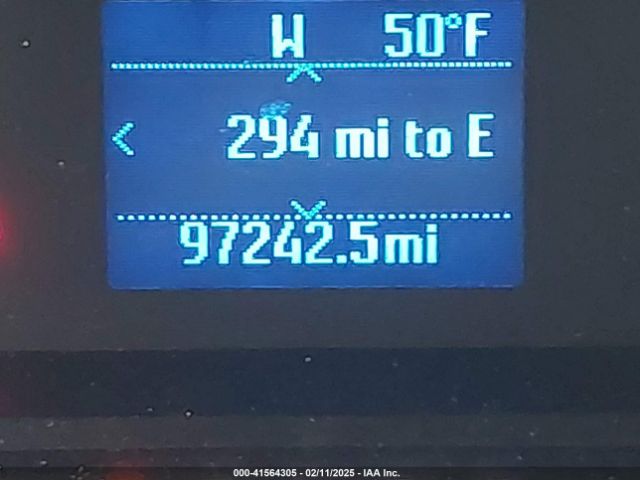 W 50°F
294 mi to E
97242.5mi
000-41564305 - 02/11/2025 - IAA Inc.